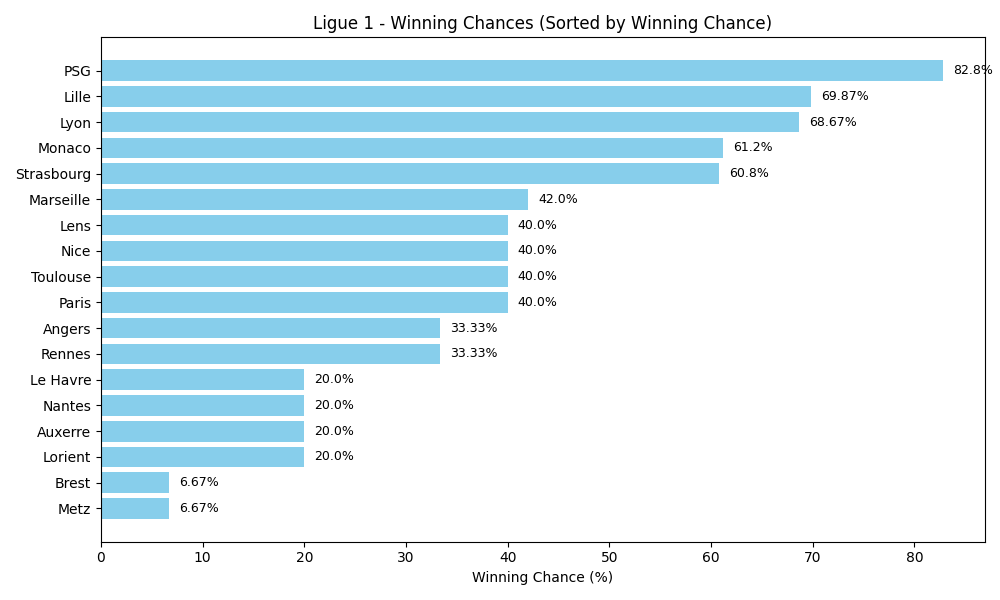 Ligue 1 - Winning Chances (Sorted by Winning Chance)
PSG 82.8%
Lille 69.87%
Lyon 68.67%
Monaco 61.2%
Strasbourg 60.8%
Marseille 42.0%
Lens 40.0%
Nice 40.0%
Toulouse 40.0%
Paris 40.0%
Angers 33.33%
Rennes 33.33%
Le Havre 20.0%
Nantes 20.0%
Auxerre 20.0%
Lorient 20.0%
Brest 6.67%
Metz 6.67%
0 10 20 30 40 50 60 70 80
Winning Chance (%)